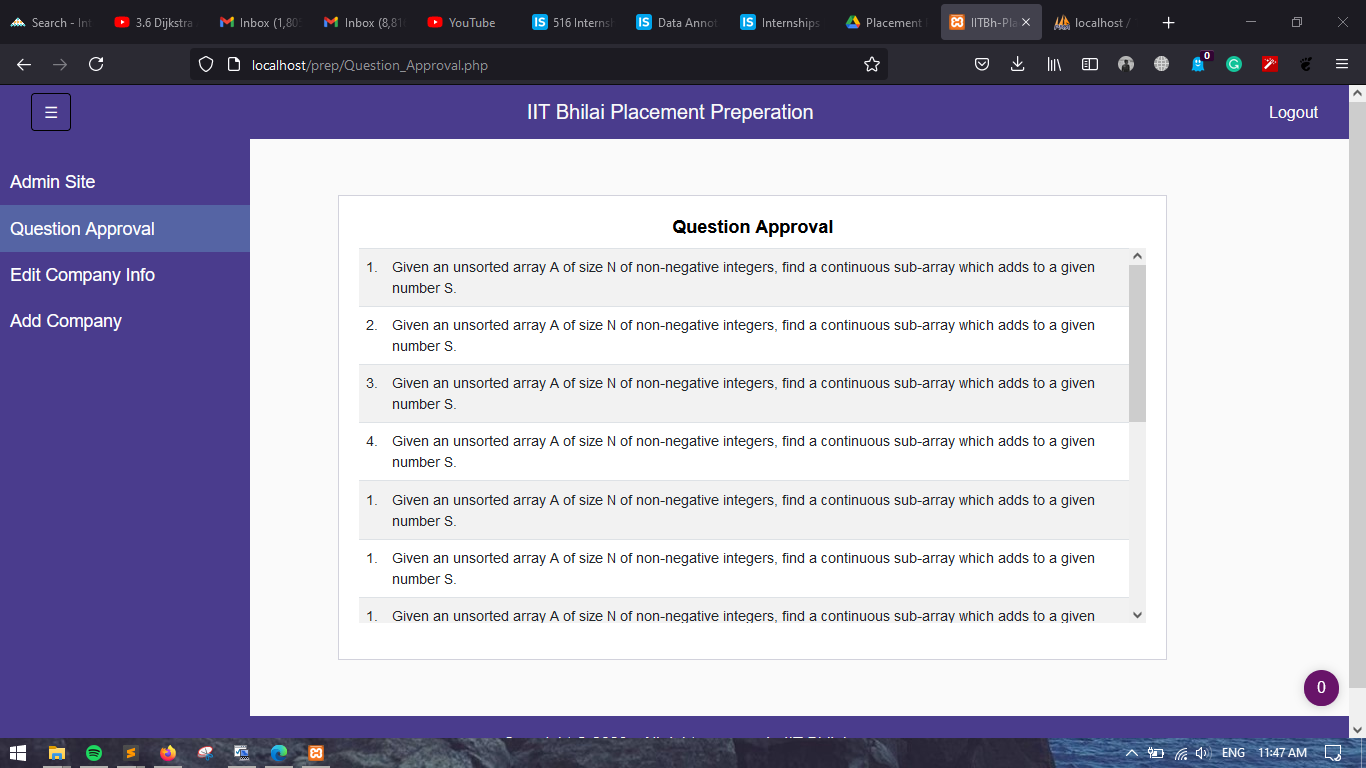 Search - Int
3.6 Dijkstra
Inbox (1,80
Inbox (8,81
YouTube
IS 516 Interns
IS Data Annot
IS Internships
Placement
IITBh-Pla
localhost /
localhost/prep/Question_Approval.php
0
☰ IIT Bhilai Placement Preperation Logout
Admin Site
Question Approval
Edit Company Info
Add Company
Question Approval
1. Given an unsorted array A of size N of non-negative integers, find a continuous sub-array which adds to a given
number S.
2. Given an unsorted array A of size N of non-negative integers, find a continuous sub-array which adds to a given
number S.
3. Given an unsorted array A of size N of non-negative integers, find a continuous sub-array which adds to a given
number S.
4. Given an unsorted array A of size N of non-negative integers, find a continuous sub-array which adds to a given
number S.
1. Given an unsorted array A of size N of non-negative integers, find a continuous sub-array which adds to a given
number S.
1. Given an unsorted array A of size N of non-negative integers, find a continuous sub-array which adds to a given
number S.
1. Given an unsorted array A of size N of non-negative integers, find a continuous sub-array which adds to a given
0
ENG 11:47 AM